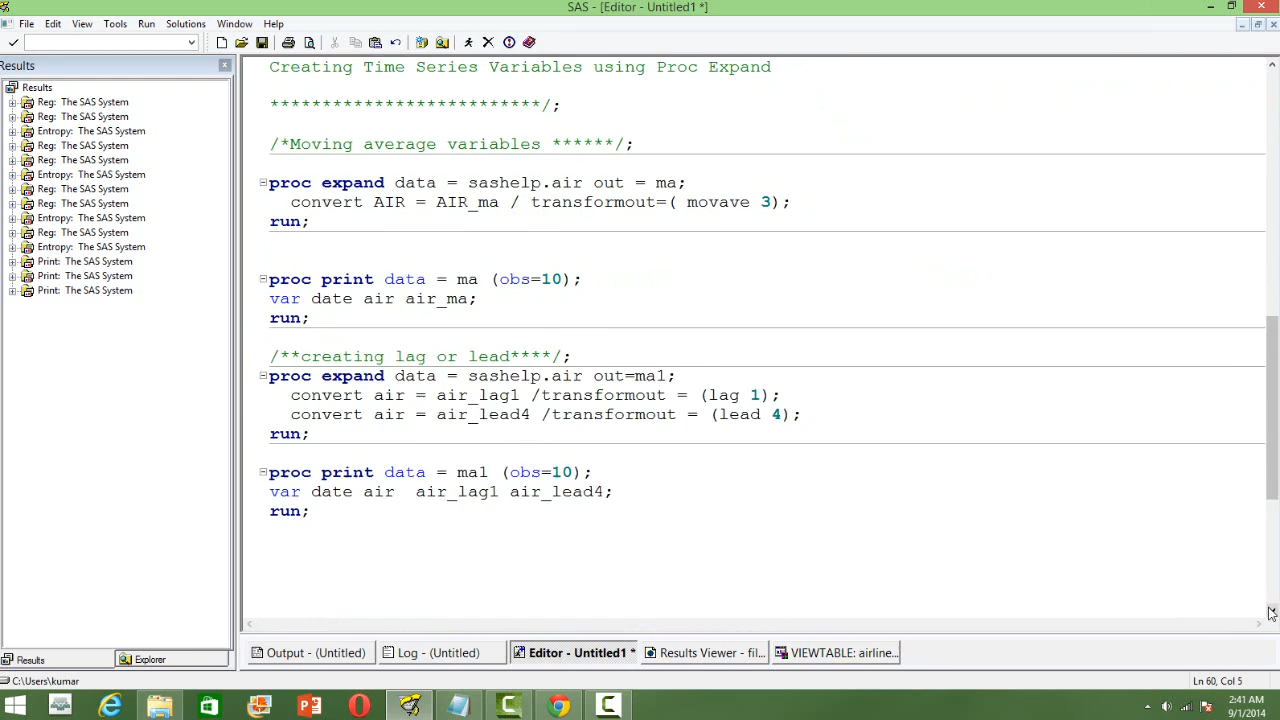 SAS - [Editor - Untitled1 *]
File Edit View Tools Run Solutions Window Help
Results
Results
Reg: The SAS System
Reg: The SAS System
Entropy: The SAS System
Reg: The SAS System
Reg: The SAS System
Entropy: The SAS System
Reg: The SAS System
Reg: The SAS System
Entropy: The SAS System
Reg: The SAS System
Entropy: The SAS System
Print: The SAS System
Print: The SAS System
Print: The SAS System
Creating Time Series Variables using Proc Expand
**************************/;
/*Moving average variables ******/;
proc expand data = sashelp.air out = ma;
convert AIR = AIR_ma / transformout=( movave 3);
run;
proc print data = ma (obs=10);
var date air air_ma;
run;
/**creating lag or lead****/;
proc expand data = sashelp.air out=ma1;
convert air = air_lag1 /transformout = (lag 1);
convert air = air_lead4 /transformout = (lead 4);
run;
proc print data = ma1 (obs=10);
var date air  air_lag1 air_lead4;
run;
Results Explorer
Output - (Untitled) Log - (Untitled) Editor - Untitled1 * Results Viewer - fil... VIEWTABLE: airline...
C:\Users\kumar
Ln 60, Col 5
2:41 AM
9/1/2014